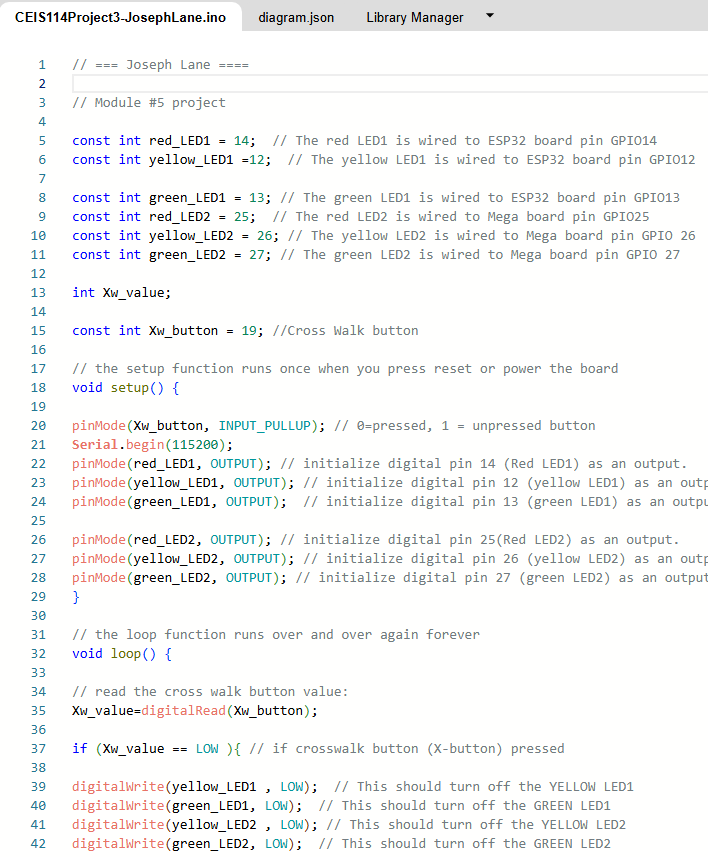 CEIS114Project3-JosephLane.ino diagram.json Library Manager
1 // === Joseph Lane ====
2
3 // Module #5 project
4
5 const int red_LED1 = 14;  // The red LED1 is wired to ESP32 board pin GPIO14
6 const int yellow_LED1 =12;  // The yellow LED1 is wired to ESP32 board pin GPIO12
7
8 const int green_LED1 = 13; // The green LED1 is wired to ESP32 board pin GPIO13
9 const int red_LED2 = 25;  // The red LED2 is wired to Mega board pin GPIO25
10 const int yellow_LED2 = 26; // The yellow LED2 is wired to Mega board pin GPIO 26
11 const int green_LED2 = 27; // The green LED2 is wired to Mega board pin GPIO 27
12
13 int Xw_value;
14
15 const int Xw_button = 19; //Cross Walk button
16
17 // the setup function runs once when you press reset or power the board
18 void setup() {
19
20 pinMode(Xw_button, INPUT_PULLUP); // 0=pressed, 1 = unpressed button
21 Serial.begin(115200);
22 pinMode(red_LED1, OUTPUT); // initialize digital pin 14 (Red LED1) as an output.
23 pinMode(yellow_LED1, OUTPUT); // initialize digital pin 12 (yellow LED1) as an outp
24 pinMode(green_LED1, OUTPUT);  // initialize digital pin 13 (green LED1) as an outpu
25
26 pinMode(red_LED2, OUTPUT); // initialize digital pin 25(Red LED2) as an output.
27 pinMode(yellow_LED2, OUTPUT); // initialize digital pin 26 (yellow LED2) as an outp
28 pinMode(green_LED2, OUTPUT); // initialize digital pin 27 (green LED2) as an output
29 }
30
31 // the loop function runs over and over again forever
32 void loop() {
33
34 // read the cross walk button value:
35 Xw_value=digitalRead(Xw_button);
36
37 if (Xw_value == LOW ){ // if crosswalk button (X-button) pressed
38
39 digitalWrite(yellow_LED1 , LOW);  // This should turn off the YELLOW LED1
40 digitalWrite(green_LED1, LOW);  // This should turn off the GREEN LED1
41 digitalWrite(yellow_LED2 , LOW); // This should turn off the YELLOW LED2
42 digitalWrite(green_LED2, LOW);  // This should turn off the GREEN LED2